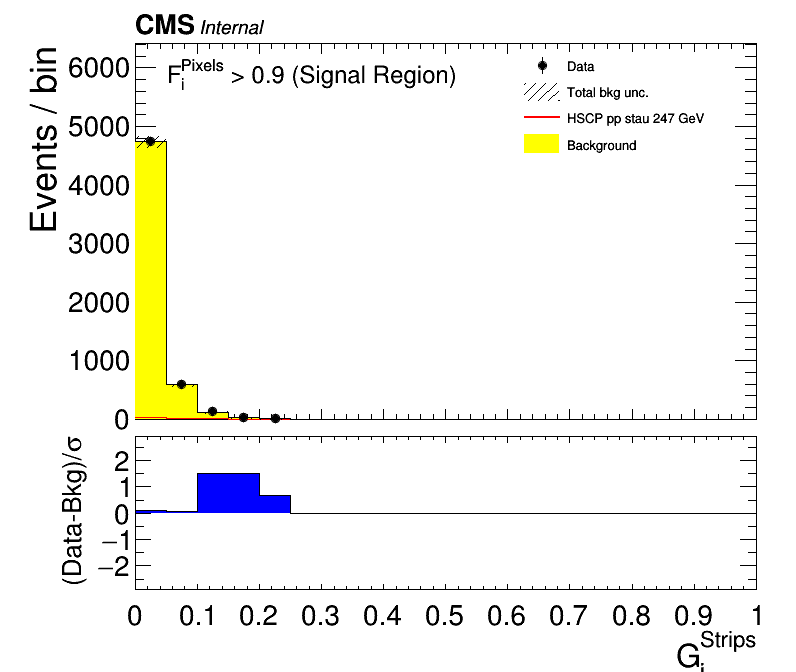 CMS Internal
Events / bin
6000
5000
4000
3000
2000
1000
0
F_i^Pixels > 0.9 (Signal Region)
Data
Total bkg unc.
HSCP pp stau 247 GeV
Background
(Data-Bkg)/σ
2
1
0
−1
−2
0 0.1 0.2 0.3 0.4 0.5 0.6 0.7 0.8 0.9 1
G_i^Strips